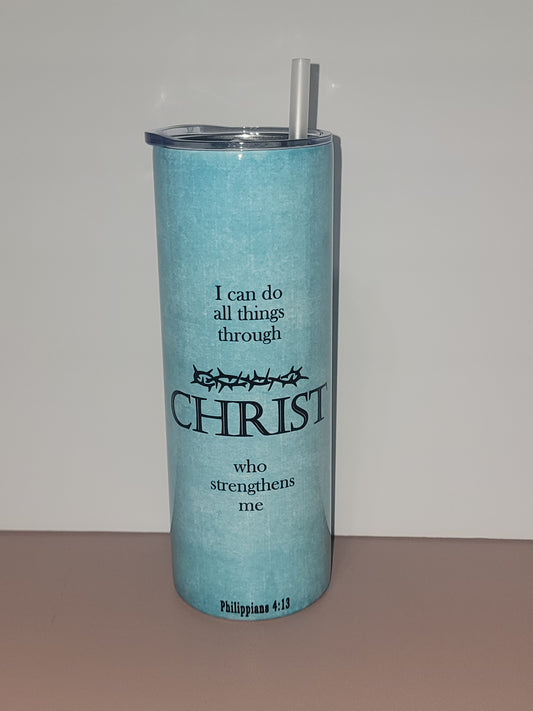 I can do
all things
through
CHRIST
who
strengthens
me
Philippians 4:13